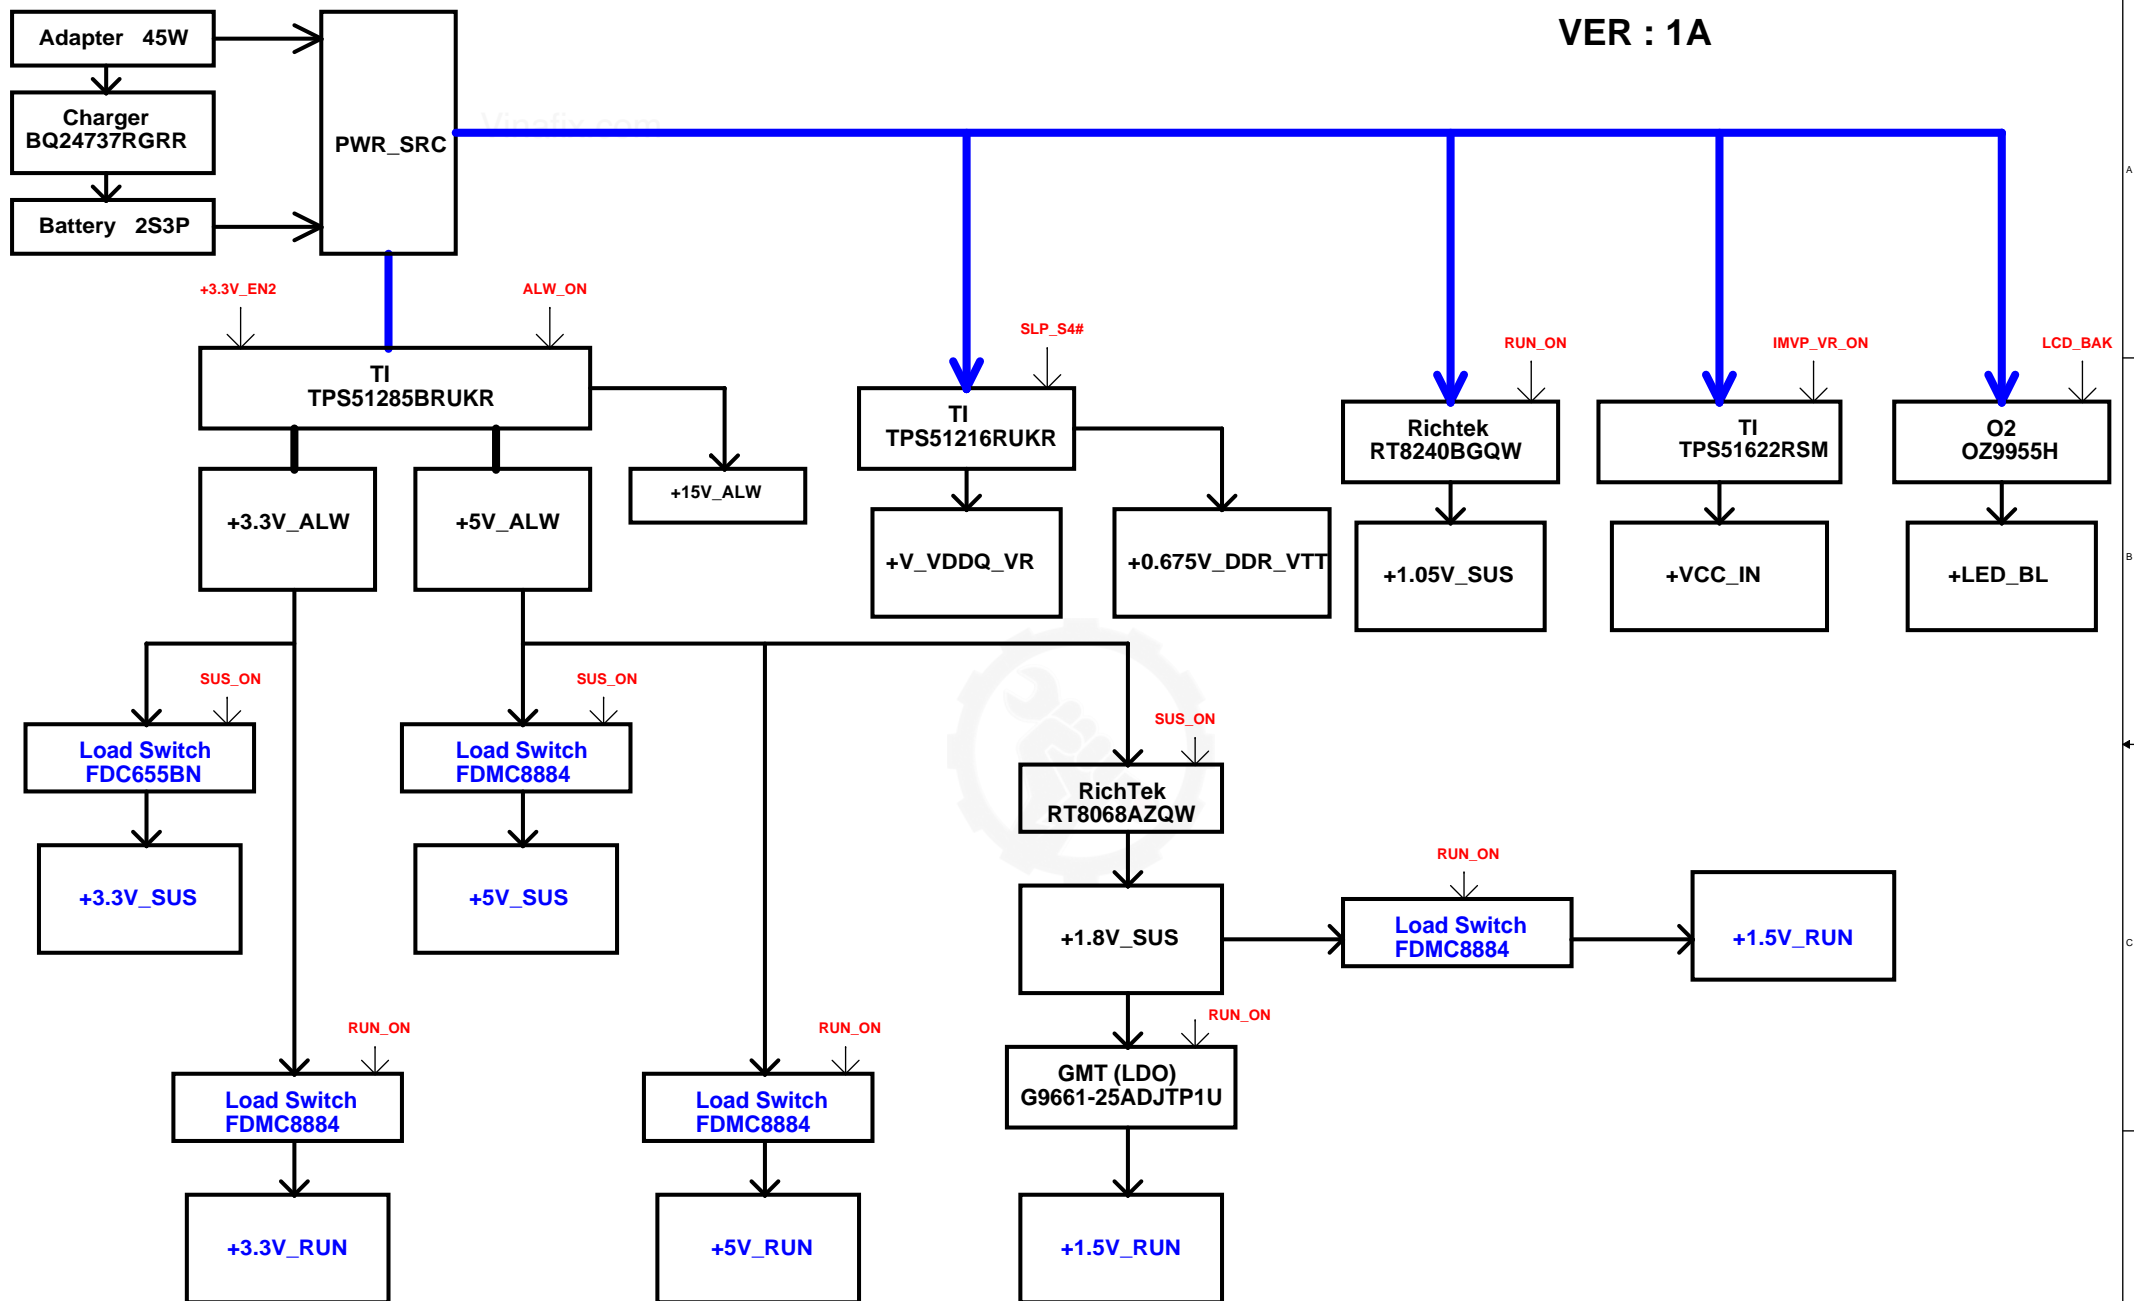 VER : 1A
Adapter 45W
Charger
BQ24737RGRR
Battery 2S3P
PWR_SRC
Vinafix.com
+3.3V_EN2
ALW_ON
SLP_S4#
RUN_ON
IMVP_VR_ON
LCD_BAK
TI
TPS51285BRUKR
TI
TPS51216RUKR
Richtek
RT8240BGQW
TI
TPS51622RSM
O2
OZ9955H
+3.3V_ALW
+5V_ALW
+15V_ALW
+V_VDDQ_VR
+0.675V_DDR_VTT
+1.05V_SUS
+VCC_IN
+LED_BL
SUS_ON
SUS_ON
SUS_ON
Load Switch
FDC655BN
Load Switch
FDMC8884
RichTek
RT8068AZQW
+3.3V_SUS
+5V_SUS
+1.8V_SUS
RUN_ON
Load Switch
FDMC8884
+1.5V_RUN
RUN_ON
RUN_ON
RUN_ON
Load Switch
FDMC8884
Load Switch
FDMC8884
GMT (LDO)
G9661-25ADJTP1U
+3.3V_RUN
+5V_RUN
+1.5V_RUN
A
B
C